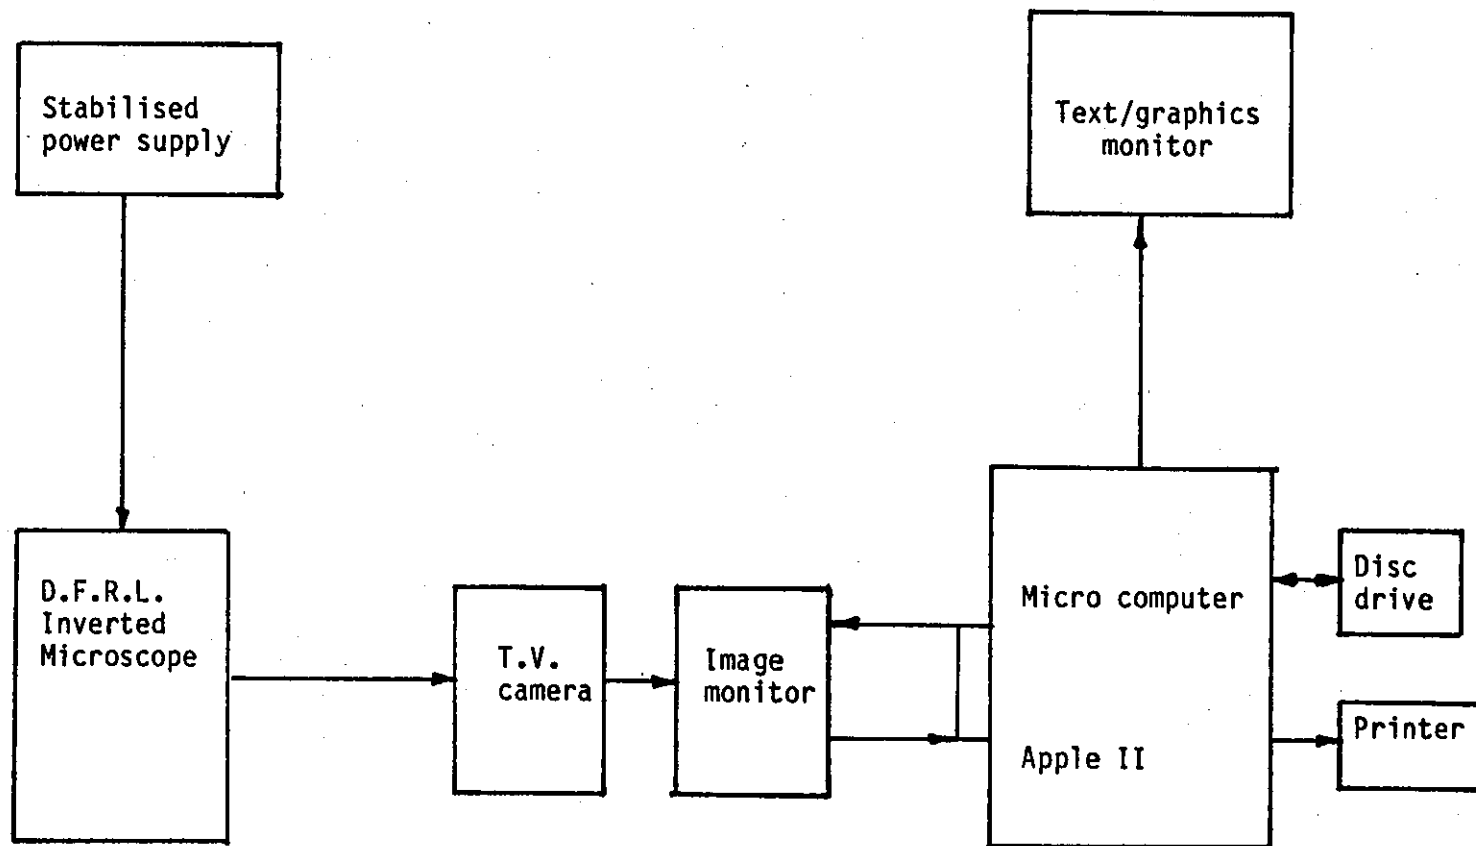 Stabilised
power supply
Text/graphics
monitor
D.F.R.L.
Inverted
Microscope
T.V.
camera
Image
monitor
Micro computer
Apple II
Disc
drive
Printer